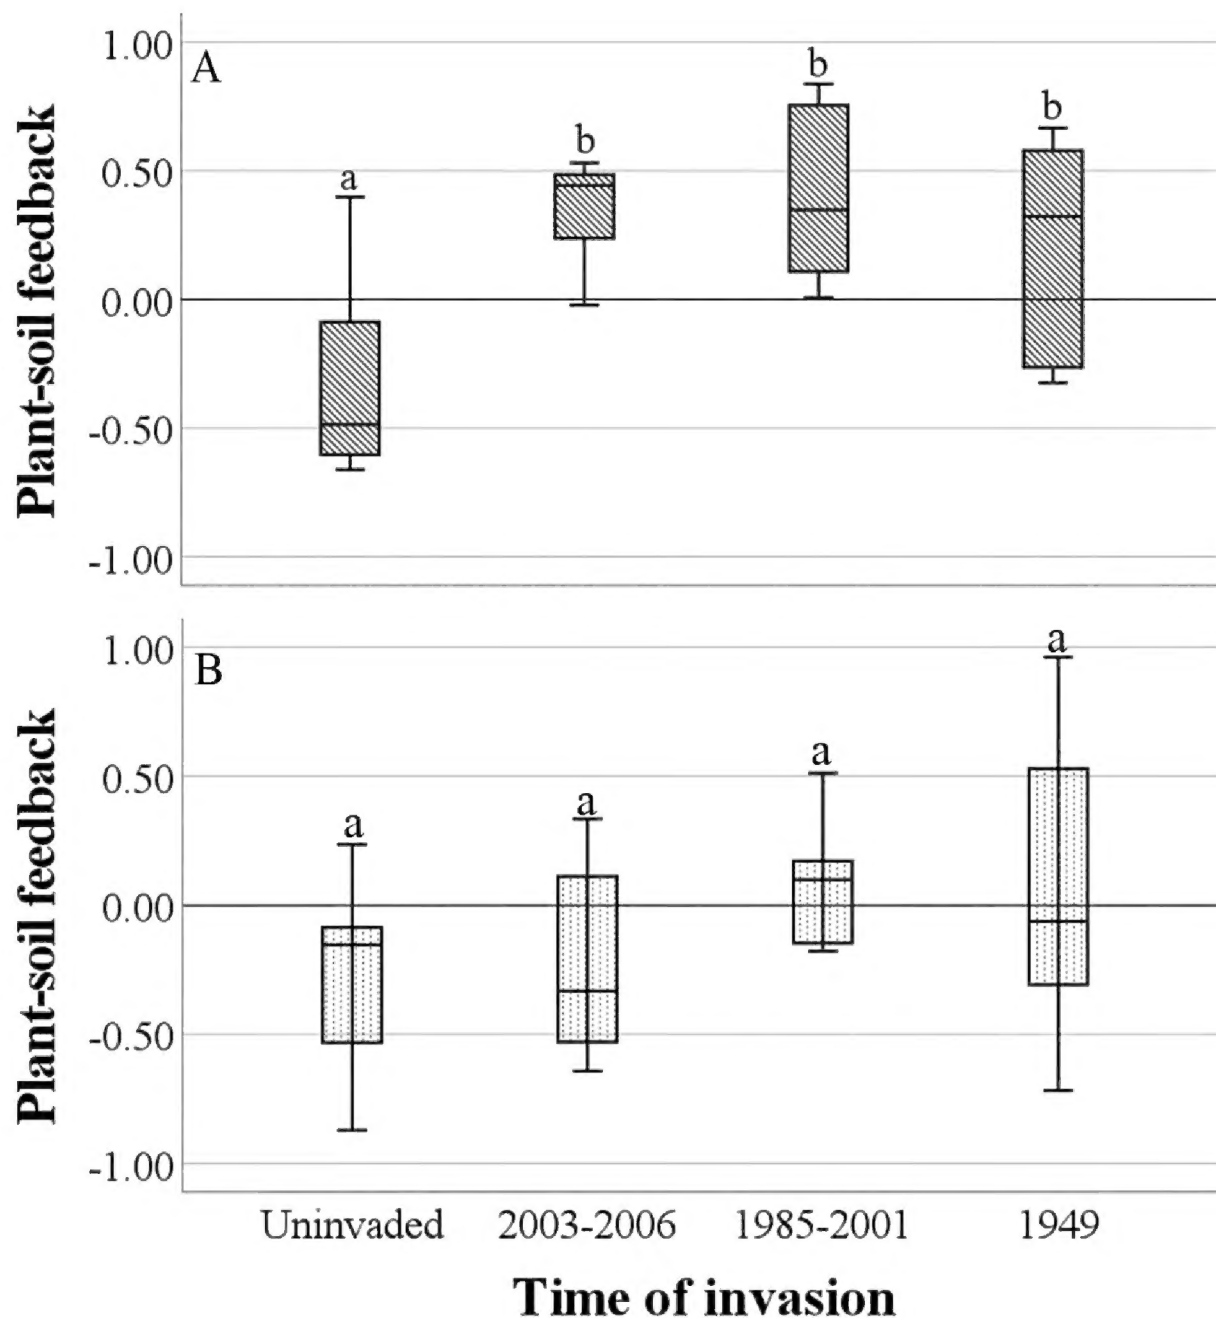 A
Plant-soil feedback
1.00
0.50
0.00
-0.50
-1.00
a
b
b
b
B
Plant-soil feedback
1.00
0.50
0.00
-0.50
-1.00
a
a
a
a
Uninvaded
2003-2006
1985-2001
1949
Time of invasion